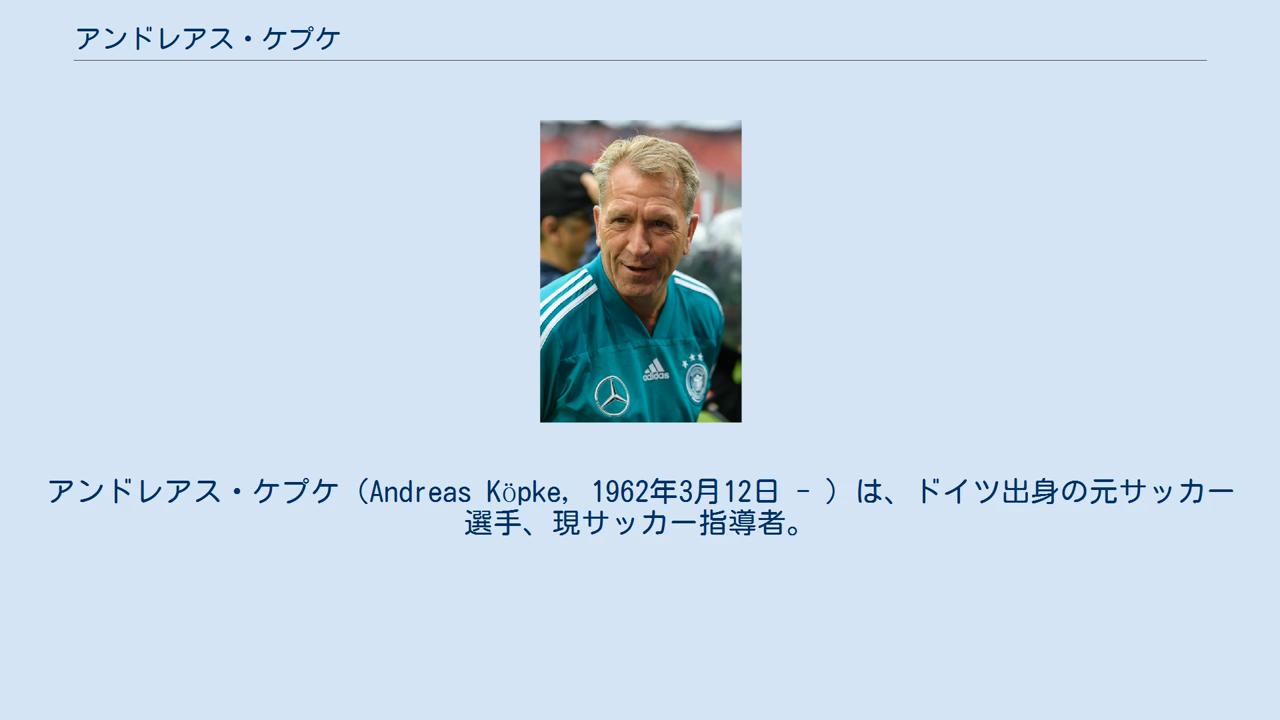 アンドレアス・ケプケ
adidas
アンドレアス・ケプケ（Andreas Köpke, 1962年3月12日 - ）は、ドイツ出身の元サッカー
選手、現サッカー指導者。